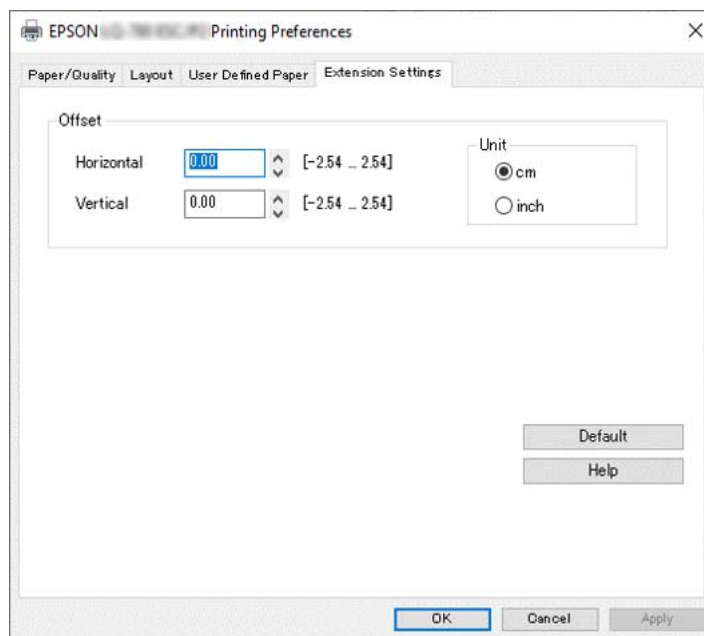 EPSON Printing Preferences
Paper/Quality Layout User Defined Paper Extension Settings
Offset
Horizontal 0.00 [-2.54 .. 2.54]
Vertical 0.00 [-2.54 .. 2.54]
Unit
cm
inch
Default
Help
OK Cancel Apply